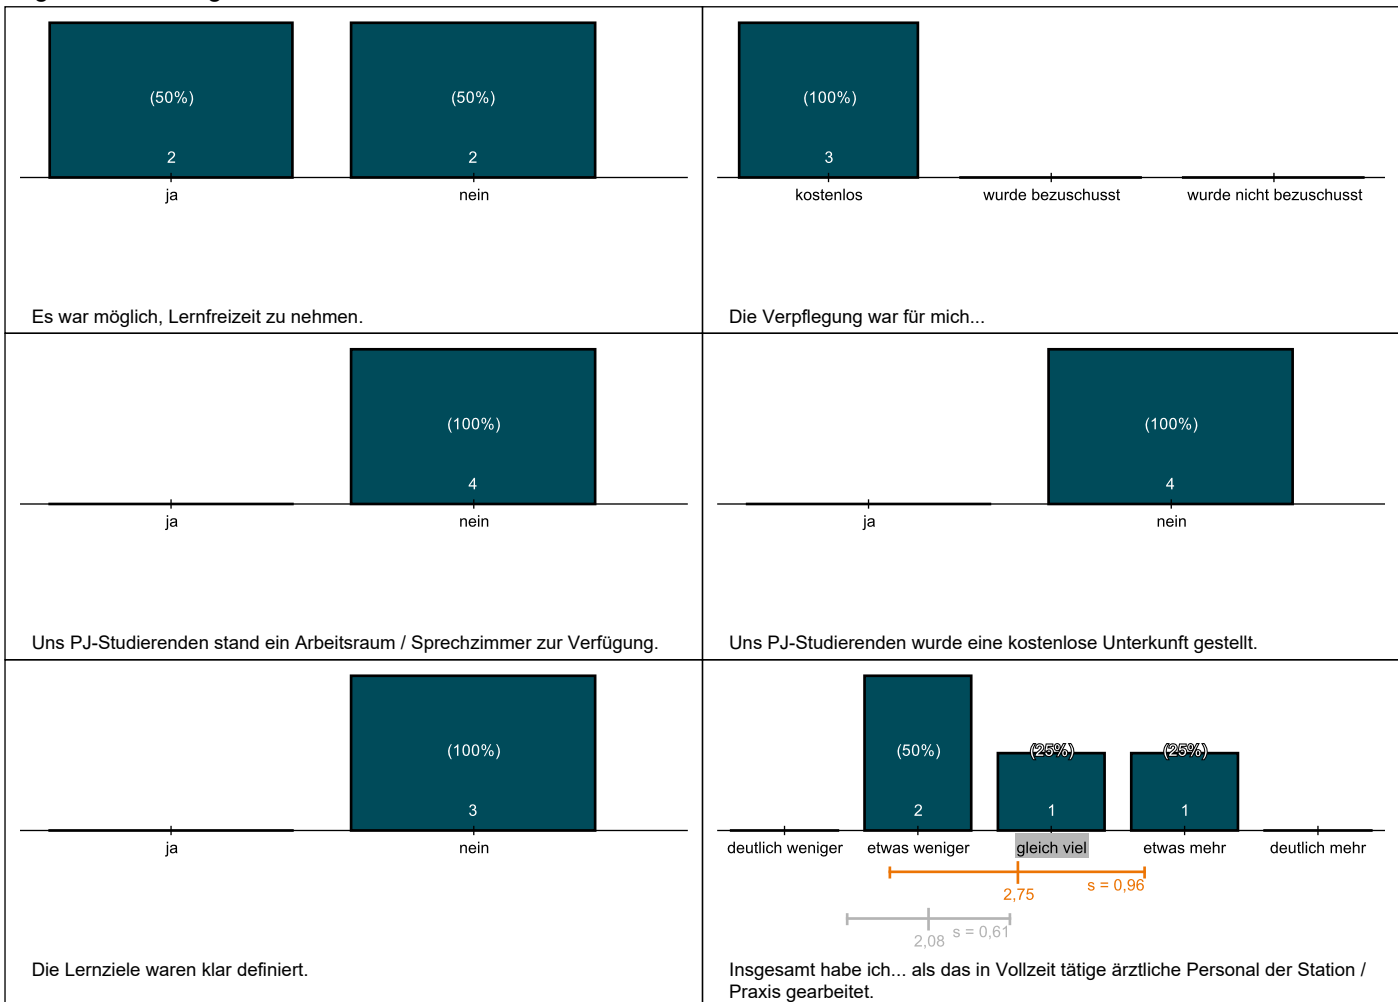 (50%)
(50%)
2
2
ja
nein
Es war möglich, Lernfreizeit zu nehmen.
(100%)
3
kostenlos
wurde bezuschusst
wurde nicht bezuschusst
Die Verpflegung war für mich...
(100%)
4
ja
nein
Uns PJ-Studierenden stand ein Arbeitsraum / Sprechzimmer zur Verfügung.
(100%)
4
ja
nein
Uns PJ-Studierenden wurde eine kostenlose Unterkunft gestellt.
(100%)
3
ja
nein
Die Lernziele waren klar definiert.
(50%)
(25%)
(25%)
2
1
1
deutlich weniger
etwas weniger
gleich viel
etwas mehr
deutlich mehr
2,75
s = 0,96
2,08
s = 0,61
Insgesamt habe ich... als das in Vollzeit tätige ärztliche Personal der Station /
Praxis gearbeitet.